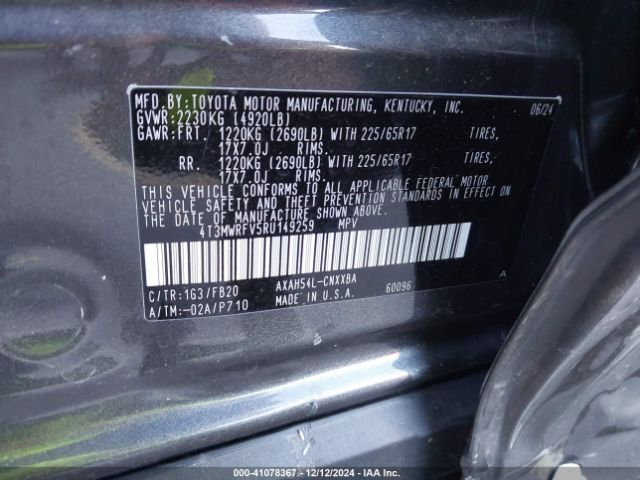 MFD.BY:TOYOTA MOTOR MANUFACTURING, KENTUCKY, INC. 06/24
GVWR:2230KG (4920LB)
GAWR:FRT. 1220KG (2690LB) WITH 225/65R17 TIRES,
17X7.0J RIMS.
RR. 1220KG (2690LB) WITH 225/65R17 TIRES,
17X7.0J RIMS.
THIS VEHICLE CONFORMS TO ALL APPLICABLE FEDERAL MOTOR
VEHICLE SAFETY AND THEFT PREVENTION STANDARDS IN EFFECT ON
THE DATE OF MANUFACTURE SHOWN ABOVE.
4T3MWRFV5RU149259 MPV
C/TR:1G3/FB20 AXAH54L-CNXXBA A
A/TM:-02A/P710 MADE IN U.S.A. 60096
000-41078367 - 12/12/2024 - IAA Inc.